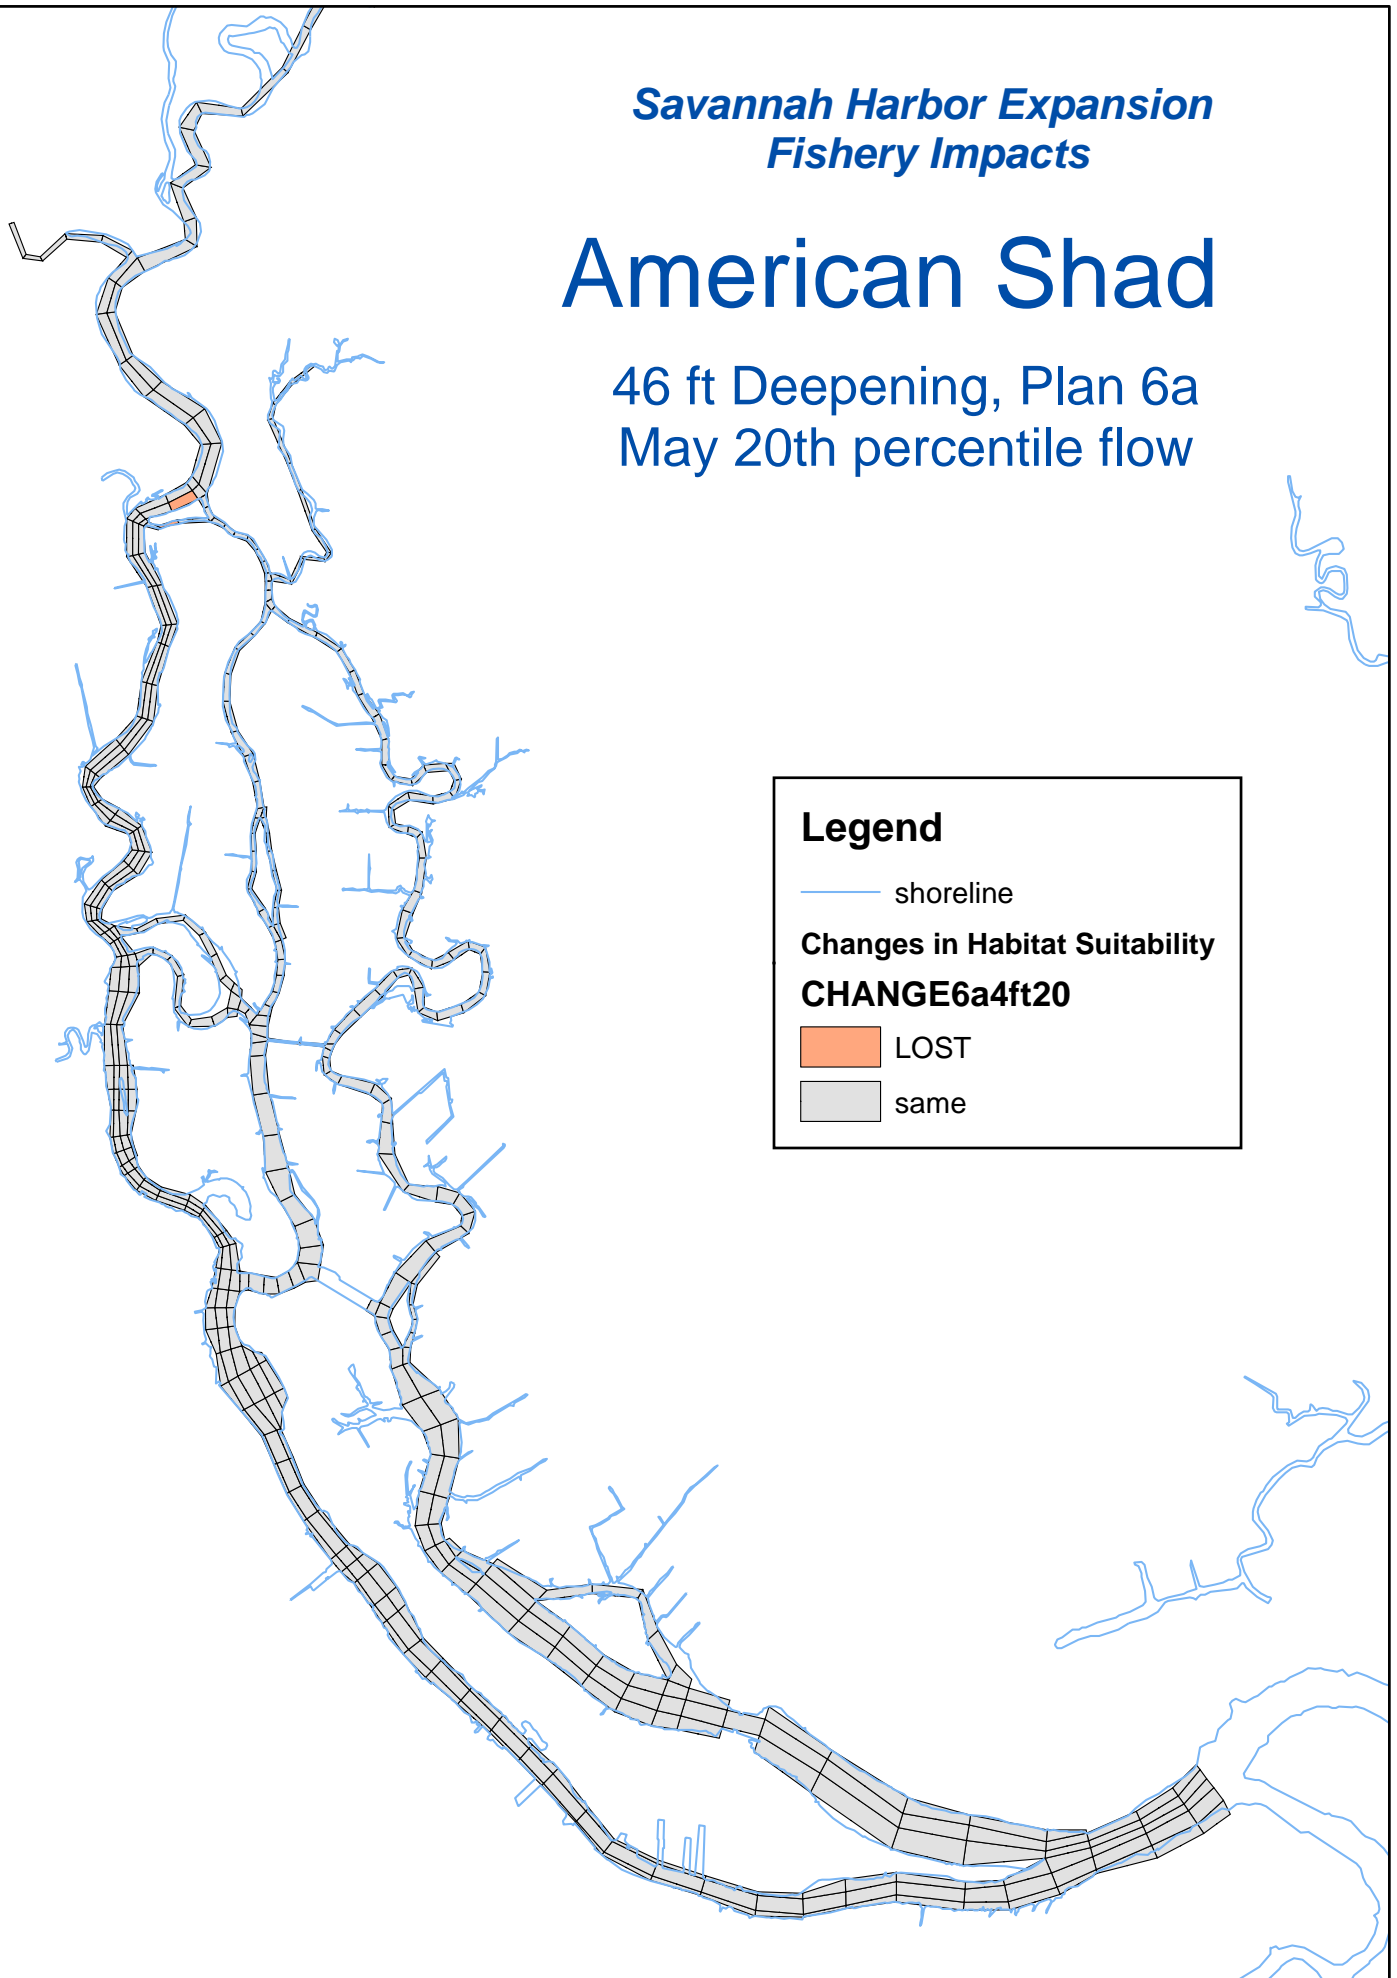 Savannah Harbor Expansion
Fishery Impacts
American Shad
46 ft Deepening, Plan 6a
May 20th percentile flow
Legend
shoreline
Changes in Habitat Suitability
CHANGE6a4ft20
LOST
same